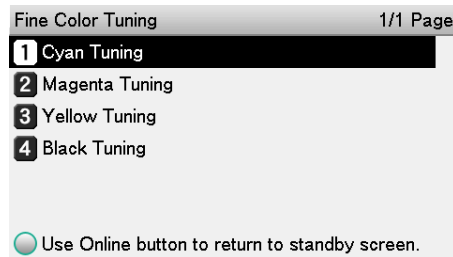 Fine Color Tuning 1/1 Page
1 Cyan Tuning
2 Magenta Tuning
3 Yellow Tuning
4 Black Tuning
Use Online button to return to standby screen.